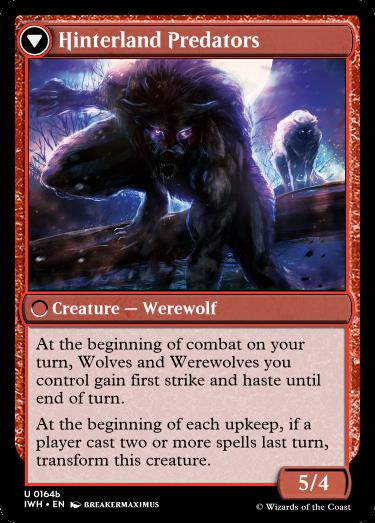 Hinterland Predators
Creature — Werewolf
At the beginning of combat on your
turn, Wolves and Werewolves you
control gain first strike and haste until
end of turn.
At the beginning of each upkeep, if a
player cast two or more spells last turn,
transform this creature.
5/4
U 0164b
IWH • EN BREAKERMAXIMUS
© Wizards of the Coast